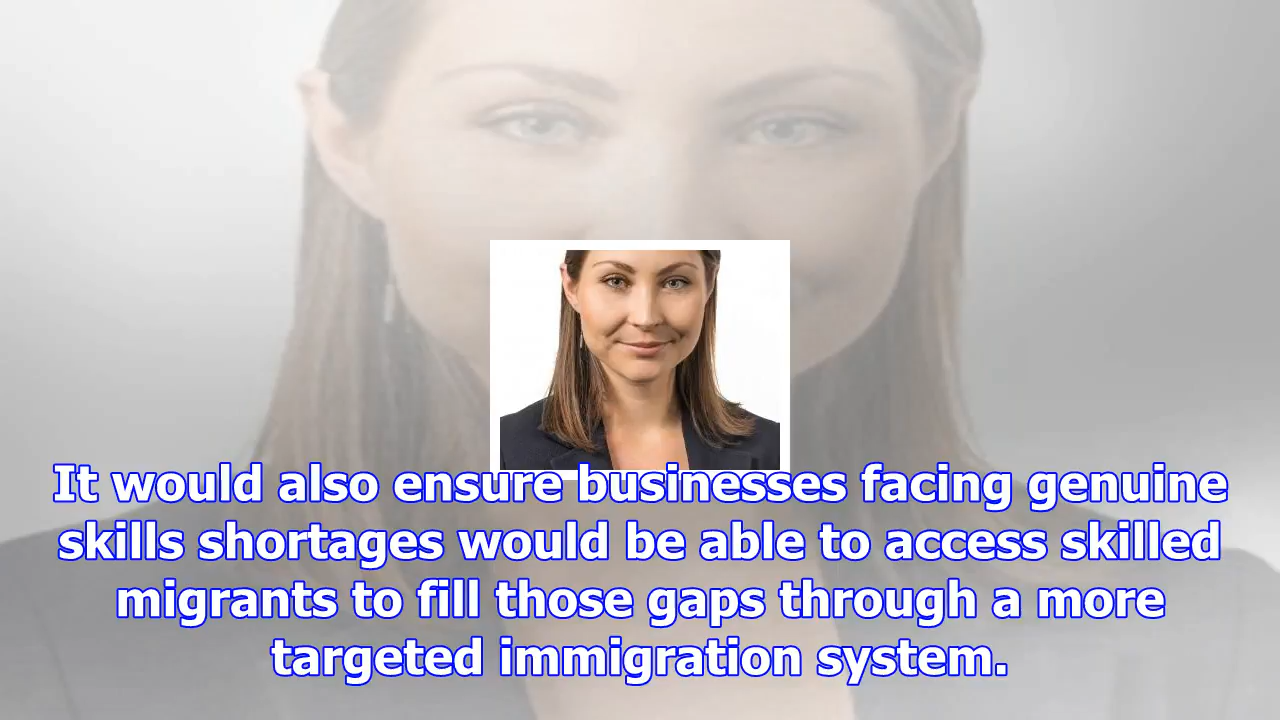 It would also ensure businesses facing genuine
skills shortages would be able to access skilled
migrants to fill those gaps through a more
targeted immigration system.